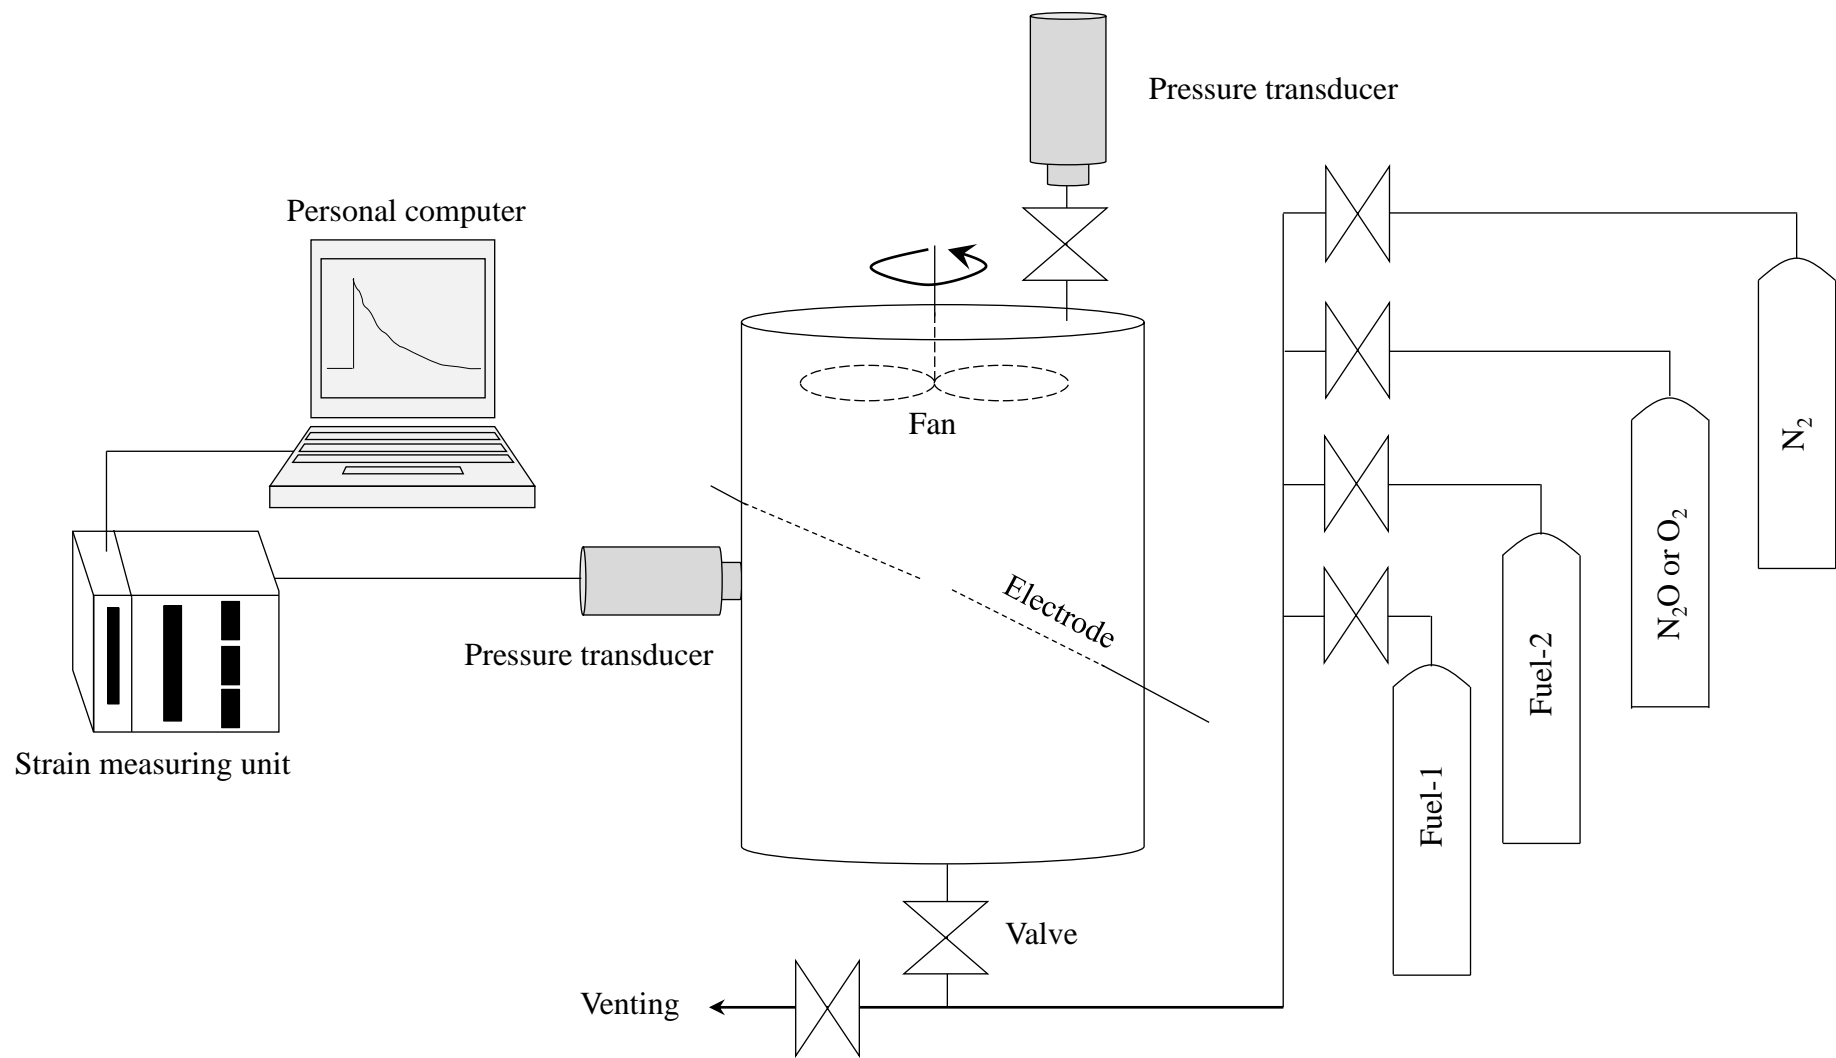 Pressure transducer
Personal computer
Fan
N₂
Electrode
N₂O or O₂
Pressure transducer
Fuel-2
Strain measuring unit
Fuel-1
Valve
Venting